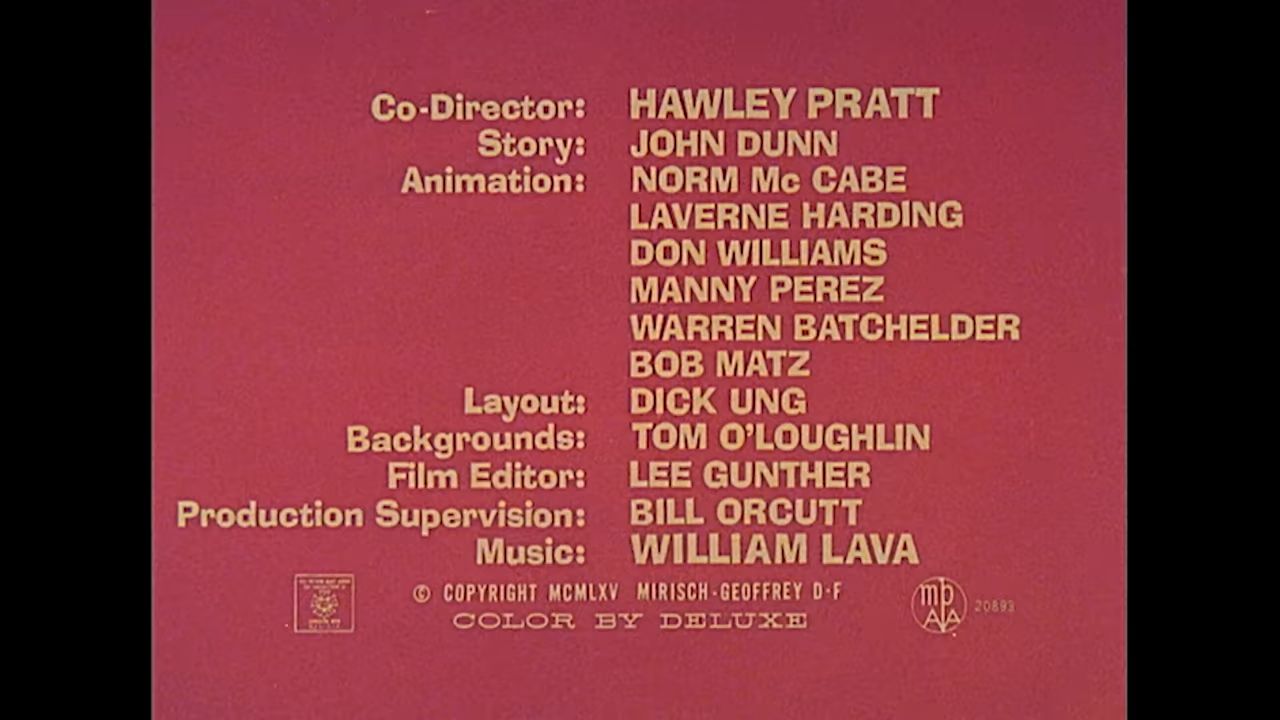 Co-Director: HAWLEY PRATT
Story: JOHN DUNN
Animation: NORM Mc CABE
LAVERNE HARDING
DON WILLIAMS
MANNY PEREZ
WARREN BATCHELDER
BOB MATZ
Layout: DICK UNG
Backgrounds: TOM O'LOUGHLIN
Film Editor: LEE GUNTHER
Production Supervision: BILL ORCUTT
Music: WILLIAM LAVA
© COPYRIGHT MCMLXV MIRISCH-GEOFFREY D-F
COLOR BY DELUXE
mpAA 20893